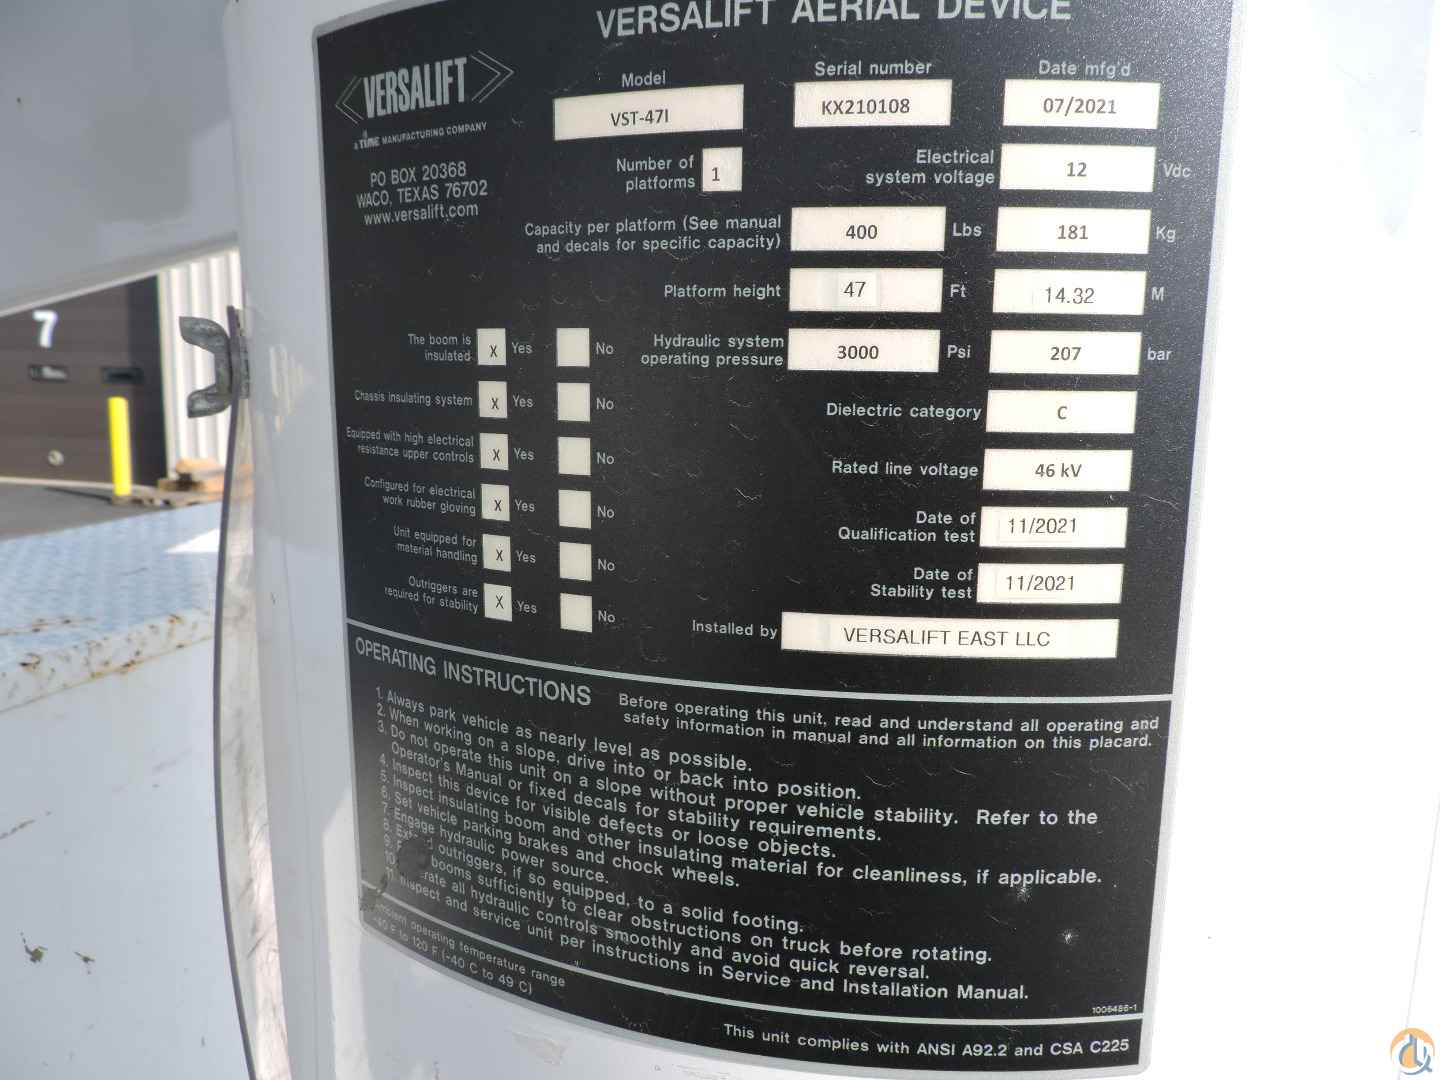 VERSALIFT AERIAL DEVICE
VERSALIFT
a TIME MANUFACTURING COMPANY
PO BOX 20368
WACO, TEXAS 76702
www.versalift.com
Model
VST-47I
Serial number
KX210108
Date mfg'd
07/2021
Number of
platforms
1
Electrical
system voltage
12 Vdc
Capacity per platform (See manual
and decals for specific capacity)
400 Lbs 181 Kg
Platform height 47 Ft 14.32 M
Hydraulic system
operating pressure
3000 Psi 207 bar
Dielectric category C
Rated line voltage 46 kV
Date of
Qualification test
11/2021
Date of
Stability test
11/2021
Installed by VERSALIFT EAST LLC
The boom is
insulated
X Yes No
Chassis insulating system X Yes No
Equipped with high electrical
resistance upper controls
X Yes No
Configured for electrical
work rubber gloving
X Yes No
Unit equipped for
material handling
X Yes No
Outriggers are
required for stability
X Yes No
OPERATING INSTRUCTIONS
Before operating this unit, read and understand all operating and
safety information in manual and all information on this placard.
1. Always park vehicle as nearly level as possible.
2. When working on a slope, drive into or back into position.
3. Do not operate this unit on a slope without proper vehicle stability. Refer to the
Operator's Manual or fixed decals for stability requirements.
4. Inspect this device for visible defects or loose objects.
5. Inspect insulating boom and other insulating material for cleanliness, if applicable.
6. Set vehicle parking brakes and chock wheels.
7. Engage hydraulic power source.
8. Extend outriggers, if so equipped, to a solid footing.
9. booms sufficiently to clear obstructions on truck before rotating.
10. rate all hydraulic controls smoothly and avoid quick reversal.
11. Inspect and service unit per instructions in Service and Installation Manual.
Ambient operating temperature range
-40 F to 120 F (-40 C to 49 C)
1006486-1
This unit complies with ANSI A92.2 and CSA C225
7